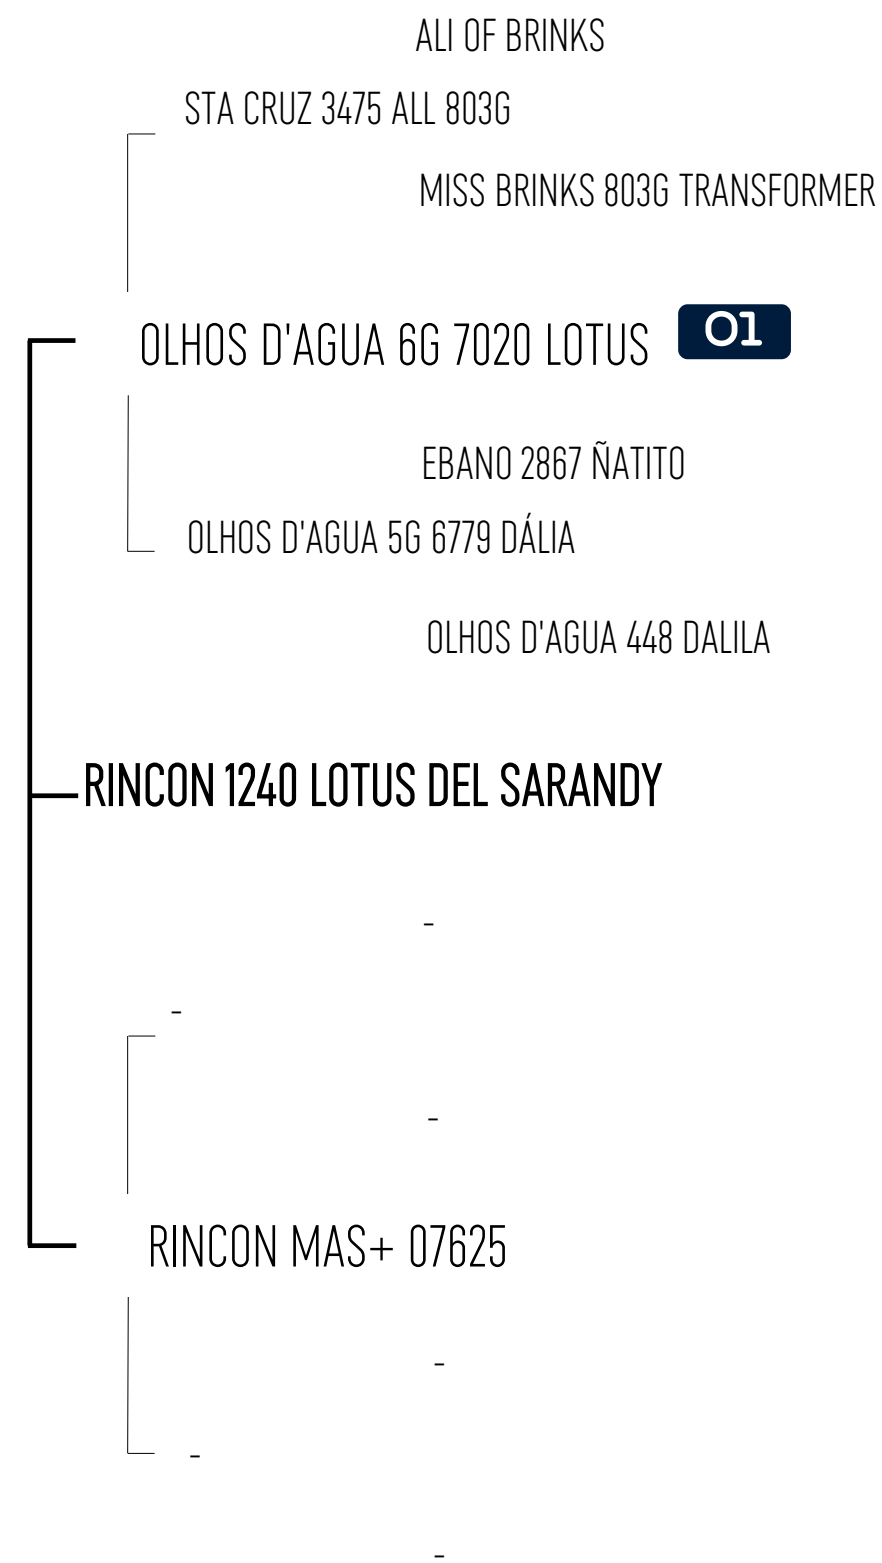 ALI OF BRINKS
STA CRUZ 3475 ALL 803G
MISS BRINKS 803G TRANSFORMER
OLHOS D'AGUA 6G 7020 LOTUS 01
EBANO 2867 ÑATITO
OLHOS D'AGUA 5G 6779 DÁLIA
OLHOS D'AGUA 448 DALILA
RINCON 1240 LOTUS DEL SARANDY
-
-
-
RINCON MAS+ 07625
-
-
-